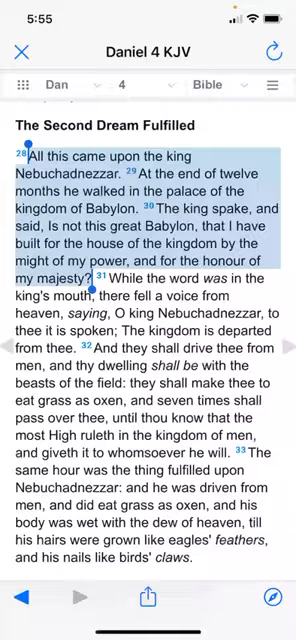 5:55
Daniel 4 KJV
Dan 4 Bible
The Second Dream Fulfilled
28 All this came upon the king
Nebuchadnezzar. 29 At the end of twelve
months he walked in the palace of the
kingdom of Babylon. 30 The king spake, and
said, Is not this great Babylon, that I have
built for the house of the kingdom by the
might of my power, and for the honour of
my majesty? 31 While the word was in the
king's mouth, there fell a voice from
heaven, saying, O king Nebuchadnezzar, to
thee it is spoken; The kingdom is departed
from thee. 32 And they shall drive thee from
men, and thy dwelling shall be with the
beasts of the field: they shall make thee to
eat grass as oxen, and seven times shall
pass over thee, until thou know that the
most High ruleth in the kingdom of men,
and giveth it to whomsoever he will. 33 The
same hour was the thing fulfilled upon
Nebuchadnezzar: and he was driven from
men, and did eat grass as oxen, and his
body was wet with the dew of heaven, till
his hairs were grown like eagles' feathers,
and his nails like birds' claws.